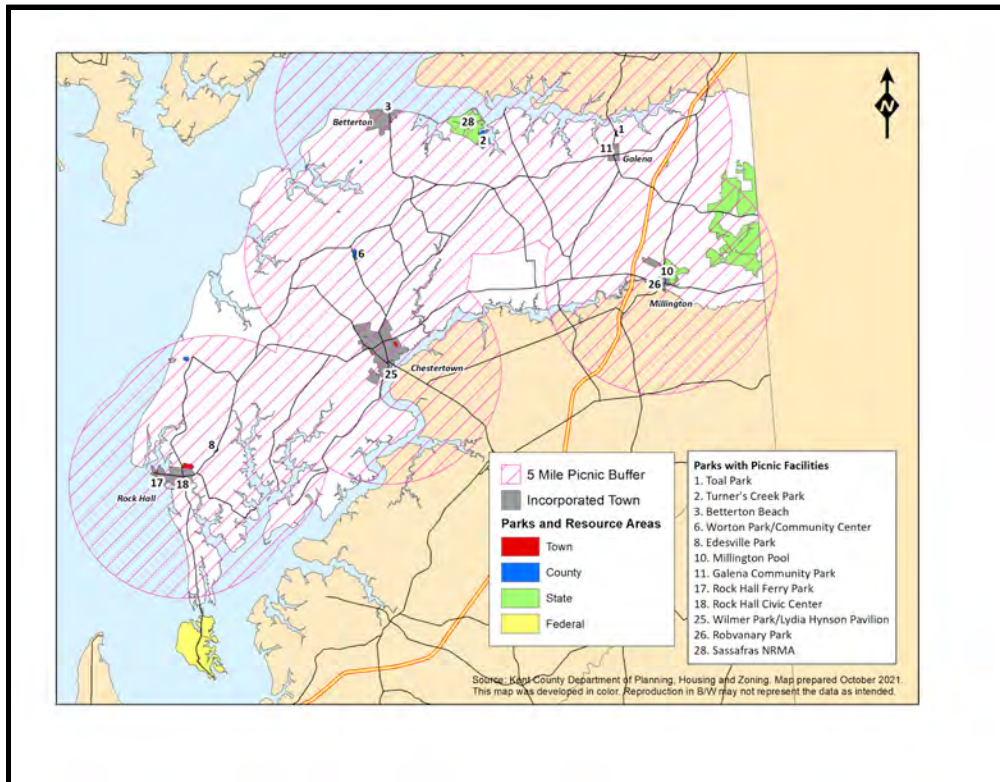 N
3
Betterton
28
2
1
11
Galena
6
10
26
Millington
Chestertown
25
8
17
18
Rock Hall
5 Mile Picnic Buffer
Incorporated Town
Parks and Resource Areas
Town
County
State
Federal
Parks with Picnic Facilities
1. Toal Park
2. Turner's Creek Park
3. Betterton Beach
6. Worton Park/Community Center
8. Edesville Park
10. Millington Pool
11. Galena Community Park
17. Rock Hall Ferry Park
18. Rock Hall Civic Center
25. Wilmer Park/Lydia Hynson Pavilion
26. Robvanary Park
28. Sassafras NRMA
Source: Kent County Department of Planning, Housing and Zoning. Map prepared October 2021.
This map was developed in color. Reproduction in B/W may not represent the data as intended.